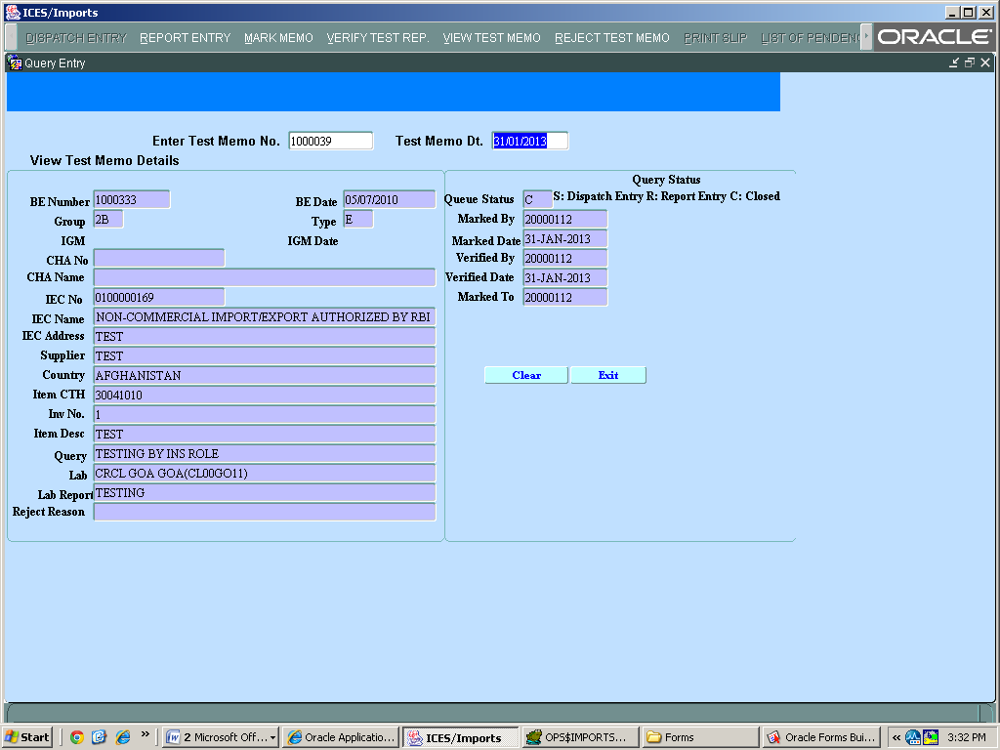 ICES/Imports
DISPATCH ENTRY REPORT ENTRY MARK MEMO VERIFY TEST REP. VIEW TEST MEMO REJECT TEST MEMO PRINT SLIP LIST OF PENDENC ORACLE
Query Entry
Enter Test Memo No. 1000039 Test Memo Dt. 31/01/2013
View Test Memo Details
Query Status
BE Number 1000333 BE Date 05/07/2010 Queue Status C S: Dispatch Entry R: Report Entry C: Closed
Group 2B Type E Marked By 20000112
IGM IGM Date Marked Date 31-JAN-2013
CHA No Verified By 20000112
CHA Name Verified Date 31-JAN-2013
IEC No 0100000169 Marked To 20000112
IEC Name NON-COMMERCIAL IMPORT/EXPORT AUTHORIZED BY RBI
IEC Address TEST
Supplier TEST
Country AFGHANISTAN Clear Exit
Item CTH 30041010
Inv No. 1
Item Desc TEST
Query TESTING BY INS ROLE
Lab CRCL GOA GOA(CL00GO11)
Lab Report TESTING
Reject Reason
Start » 2 Microsoft Off... Oracle Applicatio... ICES/Imports OPS$IMPORTS... Forms Oracle Forms Bui... « 3:32 PM